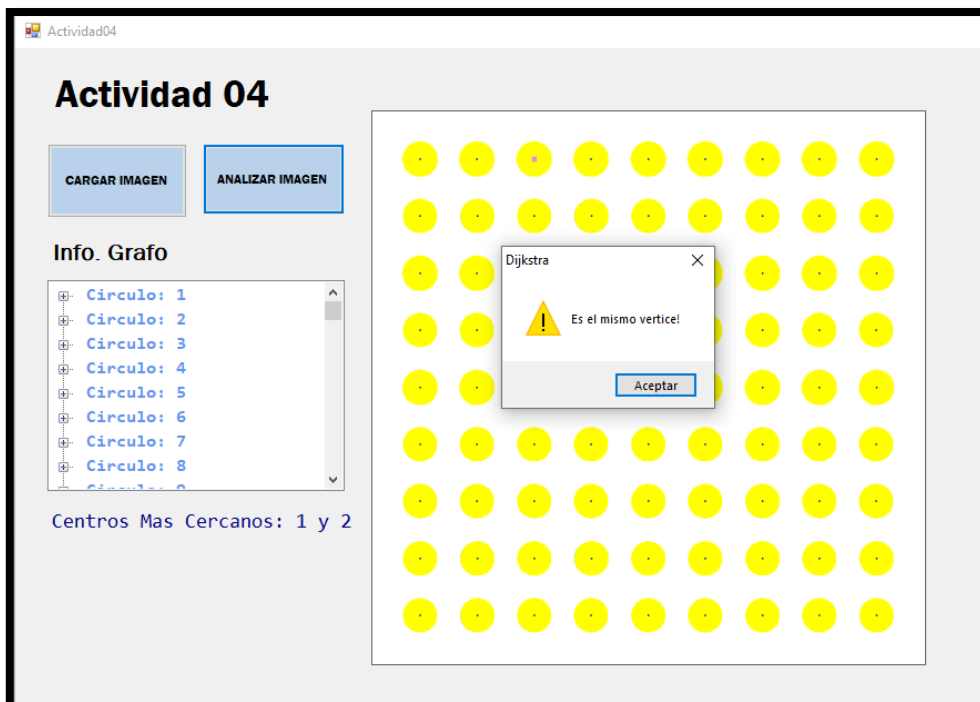 Actividad04
Actividad 04
CARGAR IMAGEN
ANALIZAR IMAGEN
Info. Grafo
Circulo: 1
Circulo: 2
Circulo: 3
Circulo: 4
Circulo: 5
Circulo: 6
Circulo: 7
Circulo: 8
Centros Mas Cercanos: 1 y 2
Dijkstra
Es el mismo vertice!
Aceptar